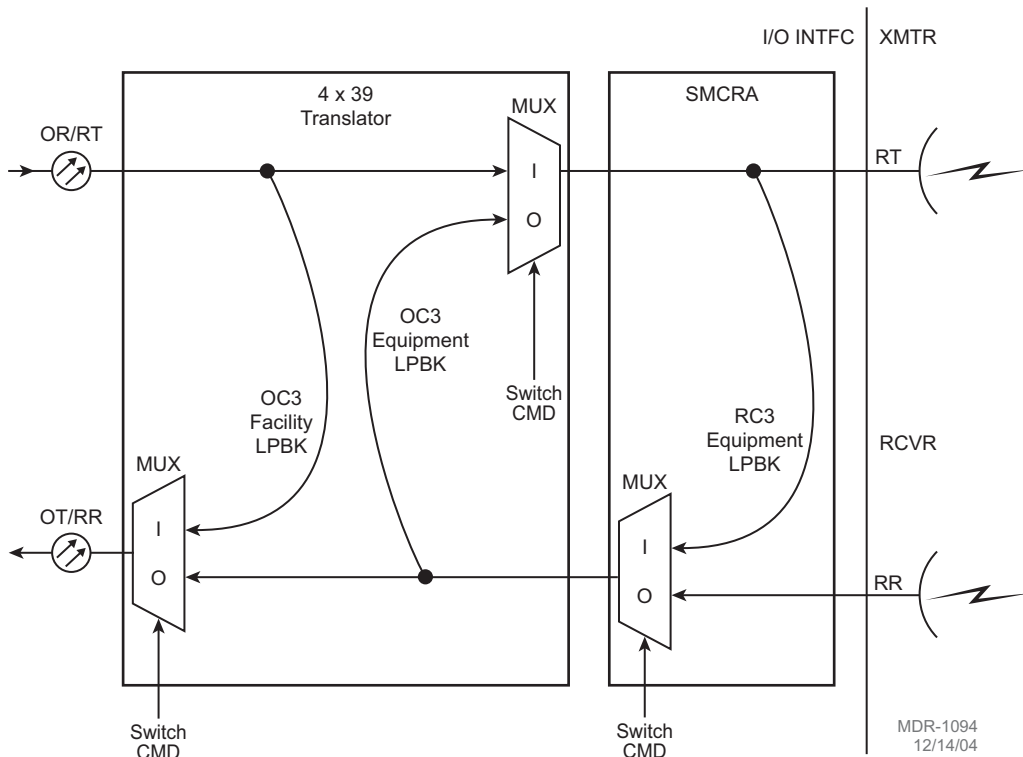 I/O INTFC
XMTR
4 x 39
Translator
SMCRA
MUX
OR/RT
RT
I
O
OC3
Equipment
LPBK
Switch
CMD
OC3
Facility
LPBK
RC3
Equipment
LPBK
RCVR
MUX
MUX
OT/RR
I
O
I
O
RR
Switch
CMD
Switch
CMD
MDR-1094
12/14/04